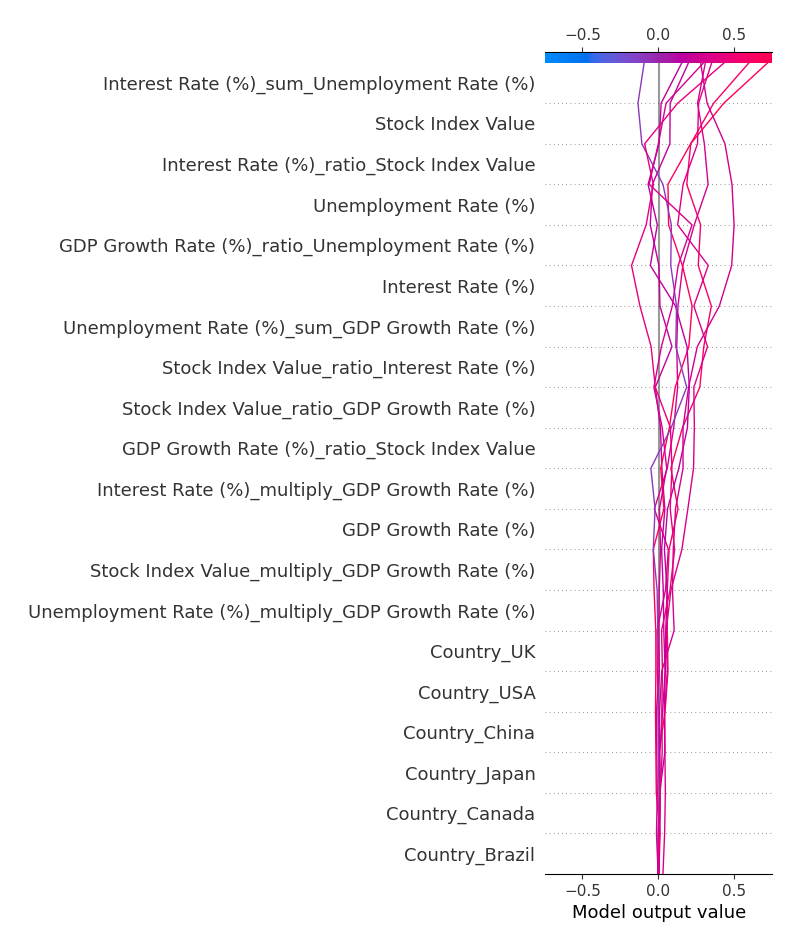 −0.5 0.0 0.5
Interest Rate (%)_sum_Unemployment Rate (%)
Stock Index Value
Interest Rate (%)_ratio_Stock Index Value
Unemployment Rate (%)
GDP Growth Rate (%)_ratio_Unemployment Rate (%)
Interest Rate (%)
Unemployment Rate (%)_sum_GDP Growth Rate (%)
Stock Index Value_ratio_Interest Rate (%)
Stock Index Value_ratio_GDP Growth Rate (%)
GDP Growth Rate (%)_ratio_Stock Index Value
Interest Rate (%)_multiply_GDP Growth Rate (%)
GDP Growth Rate (%)
Stock Index Value_multiply_GDP Growth Rate (%)
Unemployment Rate (%)_multiply_GDP Growth Rate (%)
Country_UK
Country_USA
Country_China
Country_Japan
Country_Canada
Country_Brazil
−0.5 0.0 0.5
Model output value